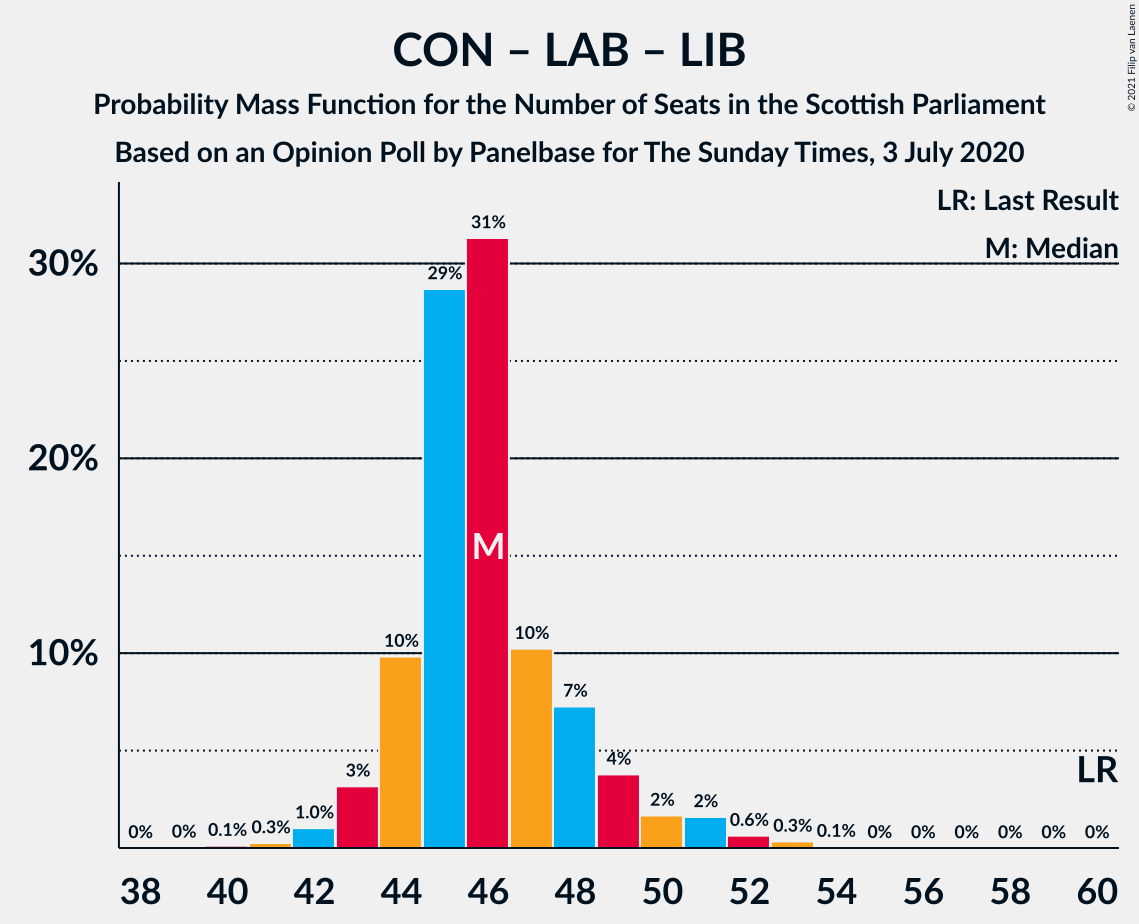 CON – LAB – LIB
Probability Mass Function for the Number of Seats in the Scottish Parliament
Based on an Opinion Poll by Panelbase for The Sunday Times, 3 July 2020
© 2021 Filip van Laenen
LR: Last Result
M: Median
30%
20%
10%
0% 0% 0.1% 0.3% 1.0% 3% 10% 29% 31% 10% 7% 4% 2% 2% 0.6% 0.3% 0.1% 0% 0% 0% 0% 0% 0%
M
LR
38 40 42 44 46 48 50 52 54 56 58 60